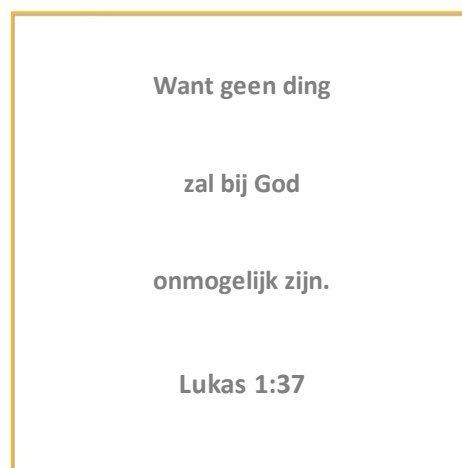 Want geen ding
zal bij God
onmogelijk zijn.
Lukas 1:37